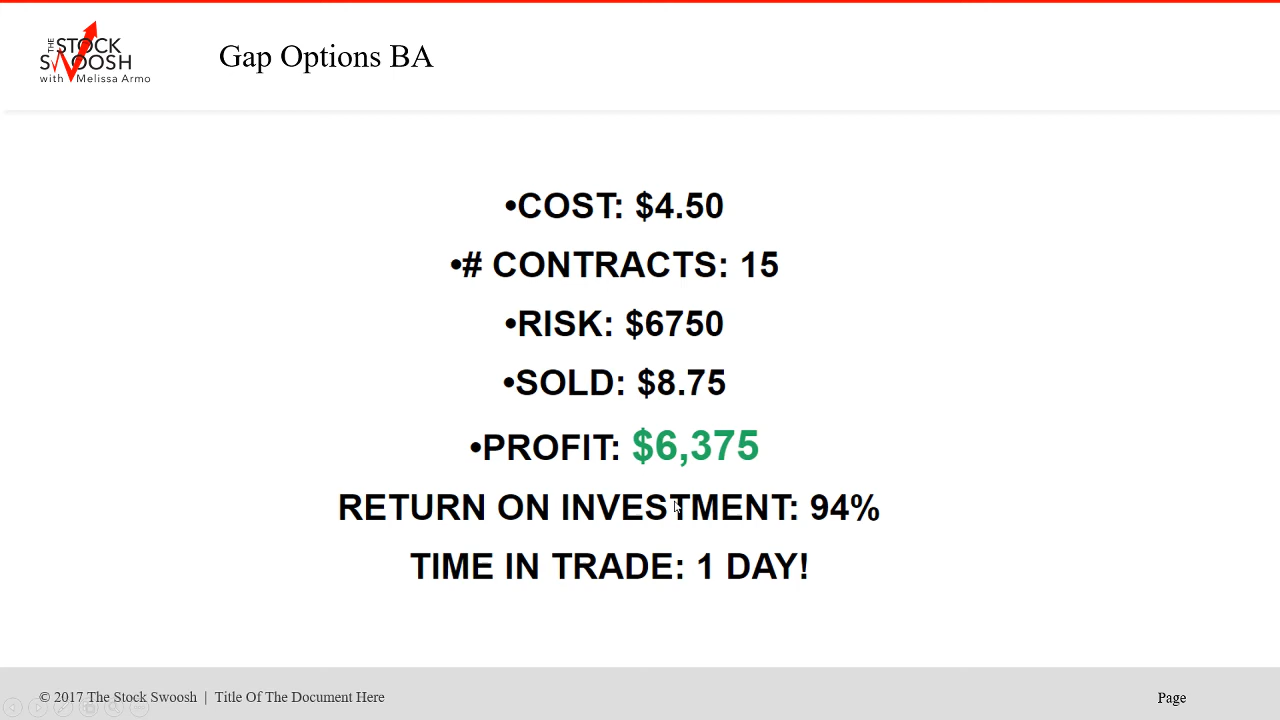 THE STOCK
SWOOSH
with Melissa Armo
Gap Options BA
•COST: $4.50
•# CONTRACTS: 15
•RISK: $6750
•SOLD: $8.75
•PROFIT: $6,375
RETURN ON INVESTMENT: 94%
TIME IN TRADE: 1 DAY!
© 2017 The Stock Swoosh | Title Of The Document Here
Page